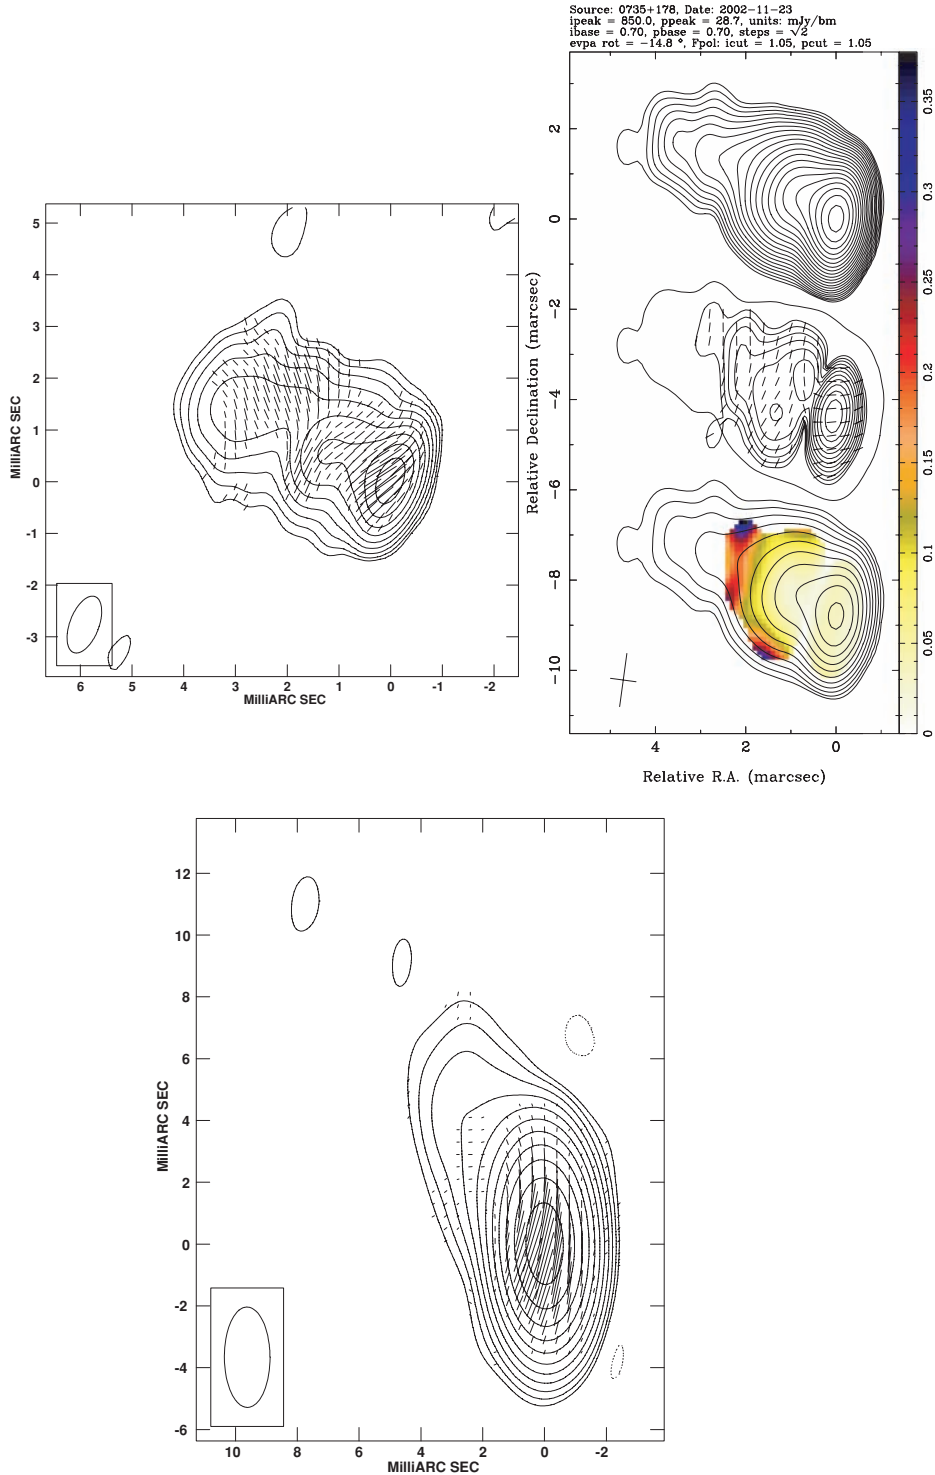 Source: 0735+178, Date: 2002-11-23
ipeak = 850.0, ppeak = 28.7, units: mJy/bm
ibase = 0.70, pbase = 0.70, steps = √2
evpa rot = -14.8 °, Fpol: icut = 1.05, pcut = 1.05
5
4
3
2
1
0
-1
-2
-3
MilliARC SEC
6 5 4 3 2 1 0 -1 -2
MilliARC SEC
2
0
-2
-4
-6
-8
-10
Relative Declination (marcsec)
4 2 0
Relative R.A. (marcsec)
0.35
0.3
0.25
0.2
0.15
0.1
0.05
0
12
10
8
6
4
2
0
-2
-4
-6
MilliARC SEC
10 8 6 4 2 0 -2
MilliARC SEC